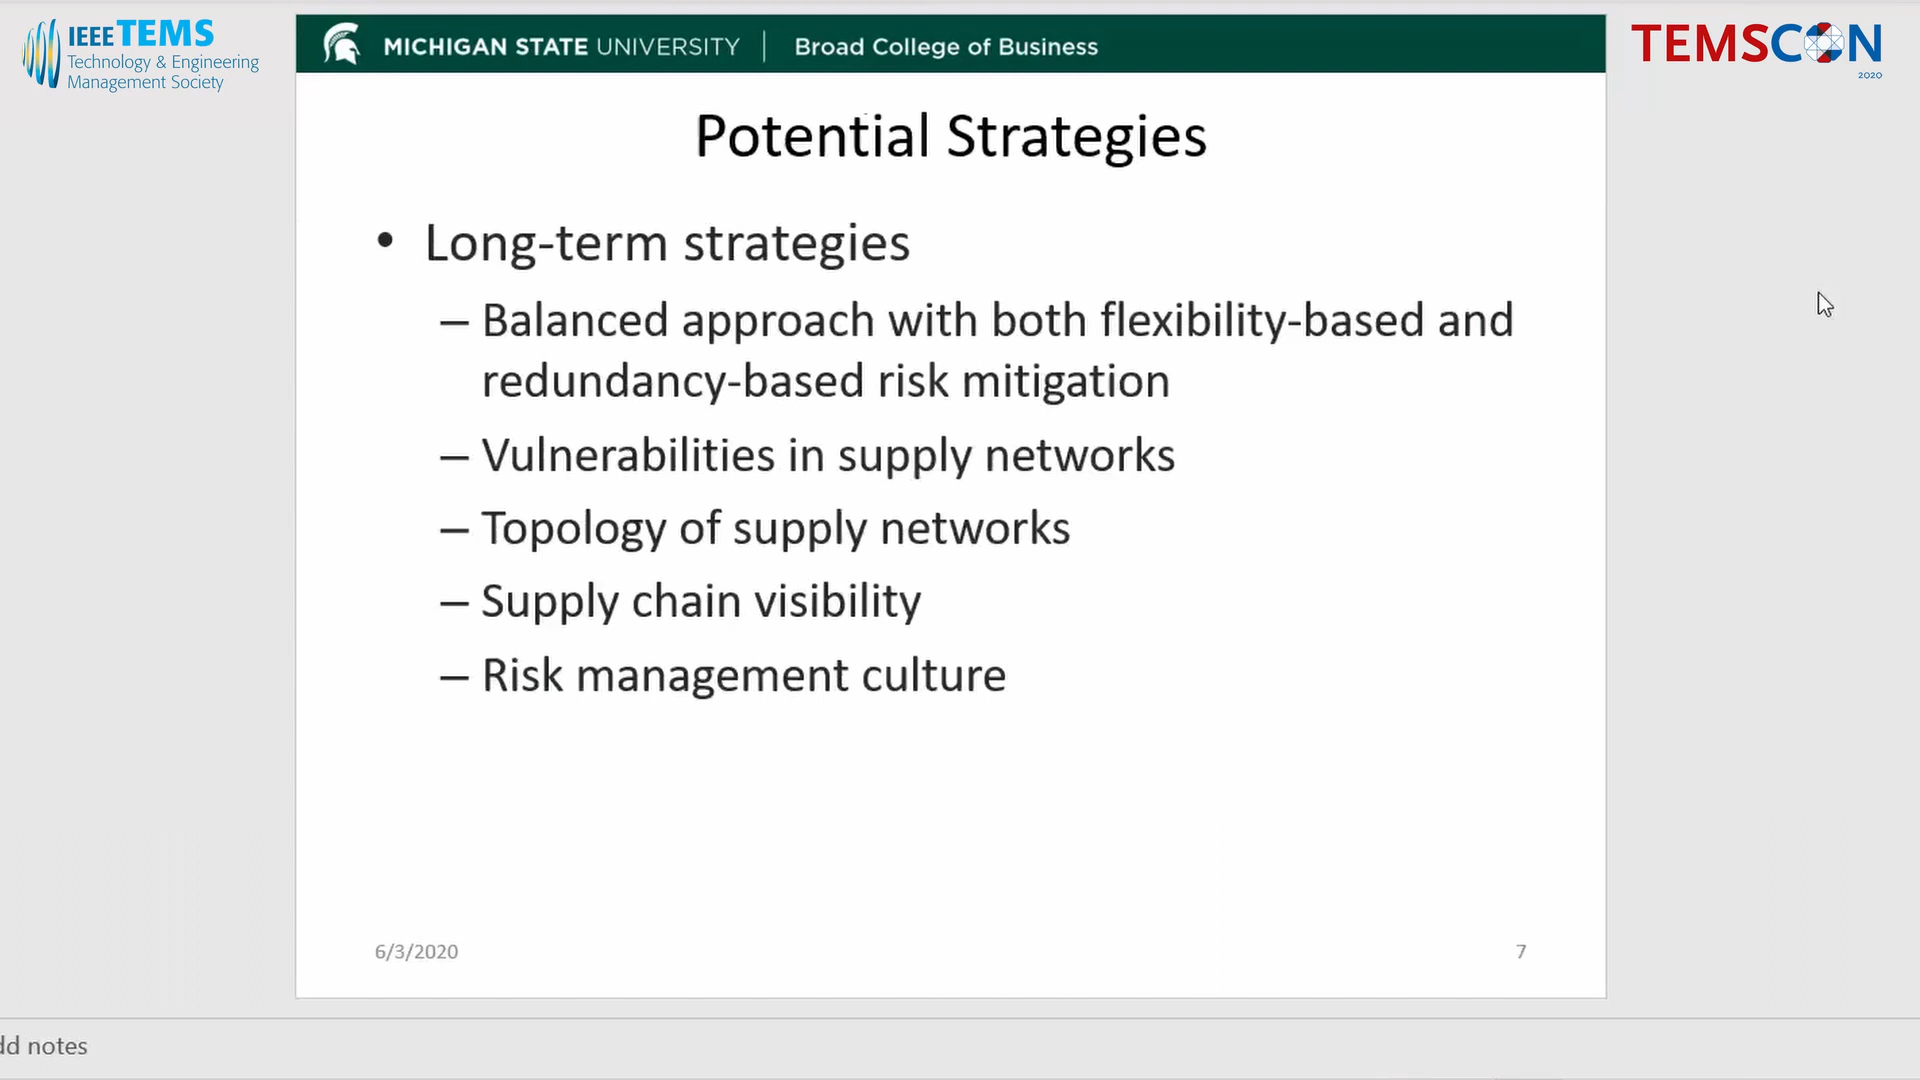 IEEE TEMS
Technology & Engineering
Management Society
MICHIGAN STATE UNIVERSITY | Broad College of Business
TEMSCON
2020
Potential Strategies
• Long-term strategies
– Balanced approach with both flexibility-based and
redundancy-based risk mitigation
– Vulnerabilities in supply networks
– Topology of supply networks
– Supply chain visibility
– Risk management culture
6/3/2020
7
dd notes